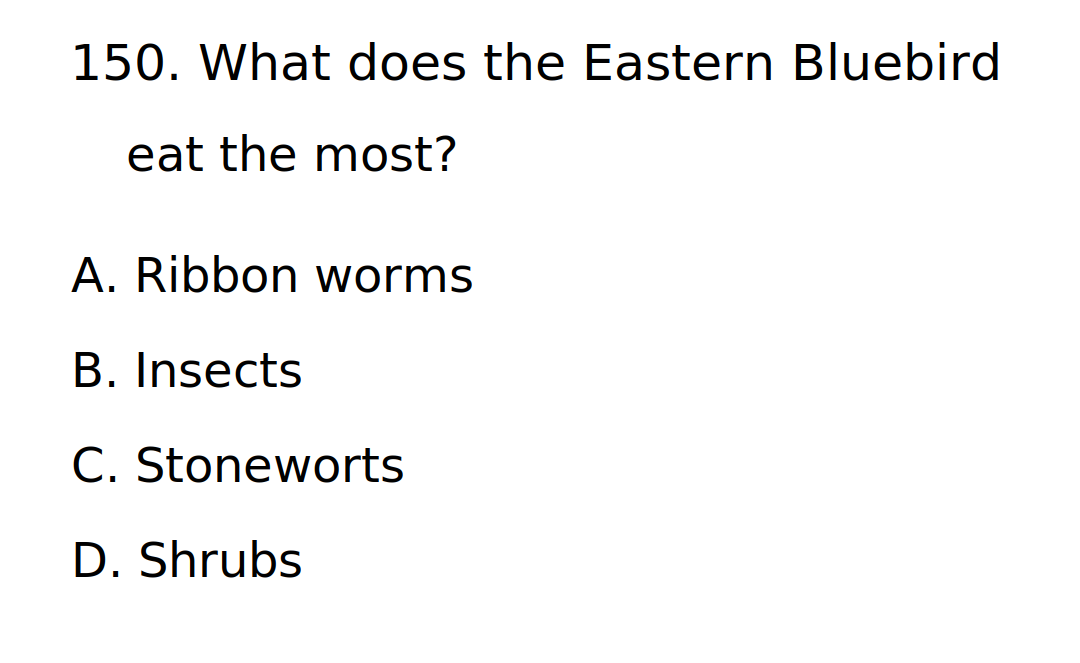 150. What does the Eastern Bluebird
eat the most?
A. Ribbon worms
B. Insects
C. Stoneworts
D. Shrubs